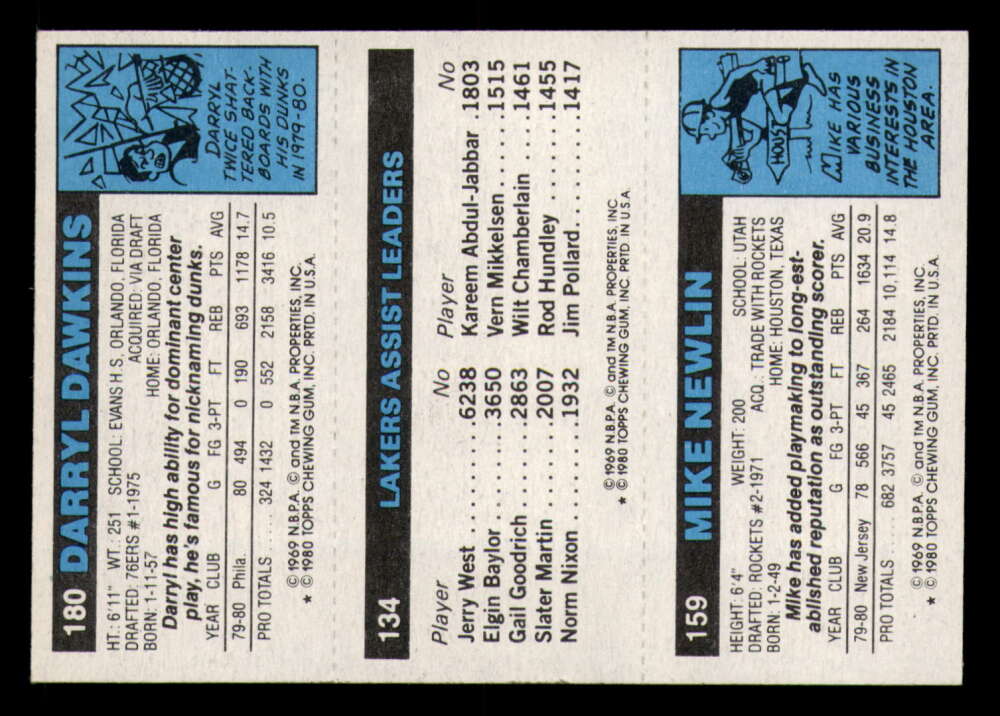 180 DARRYL DAWKINS
HT.: 6'11" WT.: 251 SCHOOL: EVANS H.S., ORLANDO, FLORIDA
DRAFTED: 76ERS #1-1975 ACQUIRED: VIA DRAFT
BORN: 1-11-57 HOME: ORLANDO, FLORIDA
Darryl has high ability for dominant center
play, he's famous for nicknaming dunks.
YEAR CLUB G FG 3-PT FT REB PTS AVG
79-80 Phila. 80 494 0 190 693 1178 14.7
PRO TOTALS . . . . . 324 1432 0 552 2158 3416 10.5
© 1969 N.B.P.A. © and TM N.B.A. PROPERTIES, INC.
★ © 1980 TOPPS CHEWING GUM, INC. PRTD. IN U.S.A.
DARRYL
TWICE SHAT-
TERED BACK-
BOARDS WITH
HIS DUNKS
IN 1979-80.
134 LAKERS ASSIST LEADERS
Player No Player No
Jerry West . . . . . . . . 6238 Kareem Abdul-Jabbar .1803
Elgin Baylor . . . . . . . 3650 Vern Mikkelsen . . . . . . 1515
Gail Goodrich . . . . . . 2863 Wilt Chamberlain . . . . 1461
Slater Martin . . . . . . . 2007 Rod Hundley . . . . . . . 1455
Norm Nixon . . . . . . . . 1932 Jim Pollard . . . . . . . . 1417
© 1969 N.B.P.A. © and TM N.B.A. PROPERTIES, INC
★ © 1980 TOPPS CHEWING GUM, INC. PRTD IN U.S.A
159 MIKE NEWLIN
HEIGHT: 6'4" WEIGHT: 200 SCHOOL: UTAH
DRAFTED: ROCKETS #2-1971 ACQ.: TRADE WITH ROCKETS
BORN: 1-2-49 HOME: HOUSTON, TEXAS
Mike has added playmaking to long-est-
ablished reputation as outstanding scorer.
YEAR CLUB G FG 3-PT FT REB PTS AVG
79-80 New Jersey 78 566 45 367 264 1634 20.9
PRO TOTALS . . . . 682 3757 45 2465 2184 10,114 14.8
© 1969 N.B.P.A. © and TM N.B.A. PROPERTIES, INC.
★ © 1980 TOPPS CHEWING GUM, INC. PRTD. IN U.S.A.
HOUST
MIKE HAS
VARIOUS
BUSINESS
INTERESTS IN
THE HOUSTON
AREA.